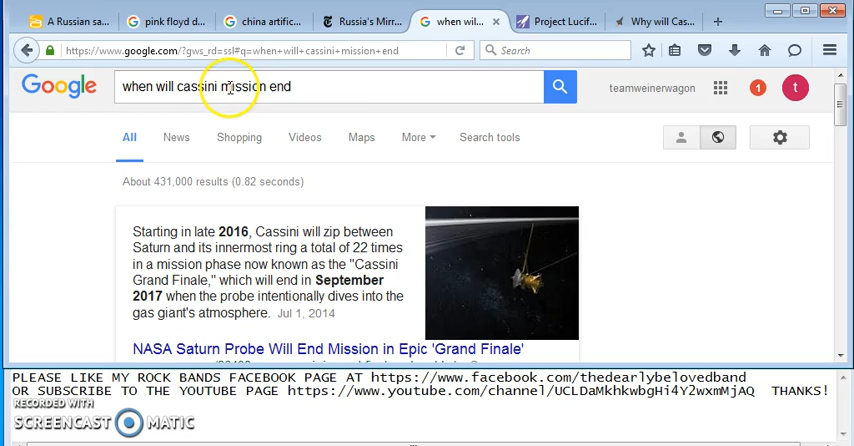 A Russian sa...
pink floyd d...
china artific...
Russia's Mirr...
when wil...
Project Lucif...
Why will Cas...
https://www.google.com/?gws_rd=ssl#q=when+will+cassini+mission+end
Search
Google
when will cassini mission end
teamweinerwagon
1
t
All
News
Shopping
Videos
Maps
More
Search tools
About 431,000 results (0.82 seconds)
Starting in late 2016, Cassini will zip between
Saturn and its innermost ring a total of 22 times
in a mission phase now known as the "Cassini
Grand Finale," which will end in September
2017 when the probe intentionally dives into the
gas giant's atmosphere. Jul 1, 2014
NASA Saturn Probe Will End Mission in Epic 'Grand Finale'
PLEASE LIKE MY ROCK BANDS FACEBOOK PAGE AT https://www.facebook.com/thedearlybelovedband
OR SUBSCRIBE TO THE YOUTUBE PAGE https://www.youtube.com/channel/UCLDaMkhkwbgHi4Y2wxmMjAQ THANKS!
RECORDED WITH
SCREENCAST MATIC